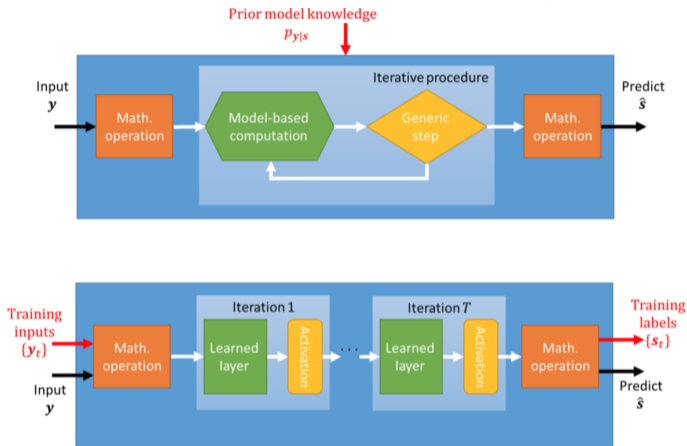 Prior model knowledge
p_{y|s}
Iterative procedure
Input
y
Math.
operation
Model-based
computation
Generic
step
Math.
operation
Predict
ŝ
Iteration 1
Iteration T
Training
inputs
{y_t}
Input
y
Math.
operation
Learned
layer
Activation
...
Learned
layer
Activation
Math.
operation
Training
labels
{s_t}
Predict
ŝ